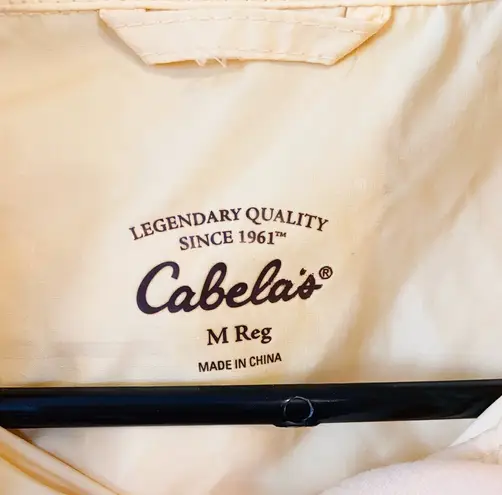 LEGENDARY QUALITY
SINCE 1961™
Cabela's®
M Reg
MADE IN CHINA